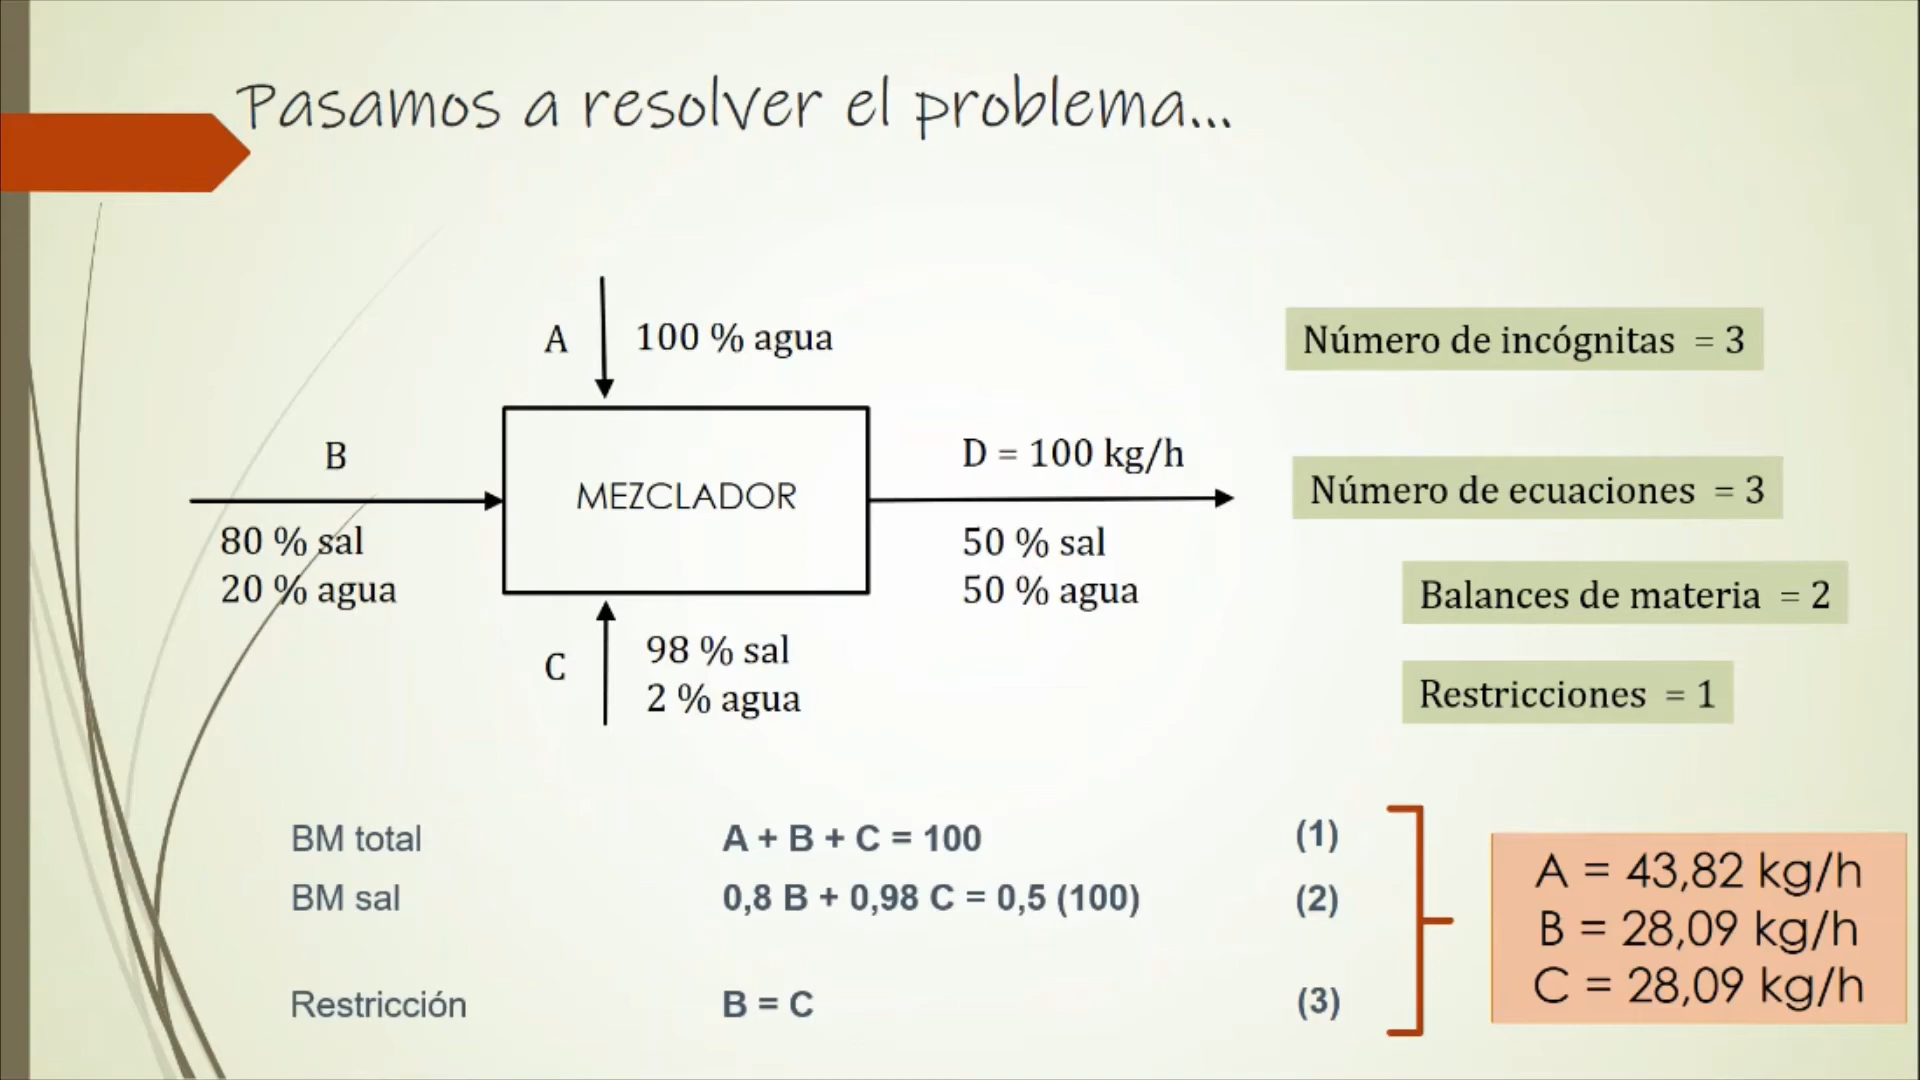 Pasamos a resolver el problema...
A
100 % agua
B
80 % sal
20 % agua
MEZCLADOR
D = 100 kg/h
50 % sal
50 % agua
C
98 % sal
2 % agua
Número de incógnitas = 3
Número de ecuaciones = 3
Balances de materia = 2
Restricciones = 1
BM total A + B + C = 100 (1)
BM sal 0,8 B + 0,98 C = 0,5 (100) (2)
Restricción B = C (3)
A = 43,82 kg/h
B = 28,09 kg/h
C = 28,09 kg/h